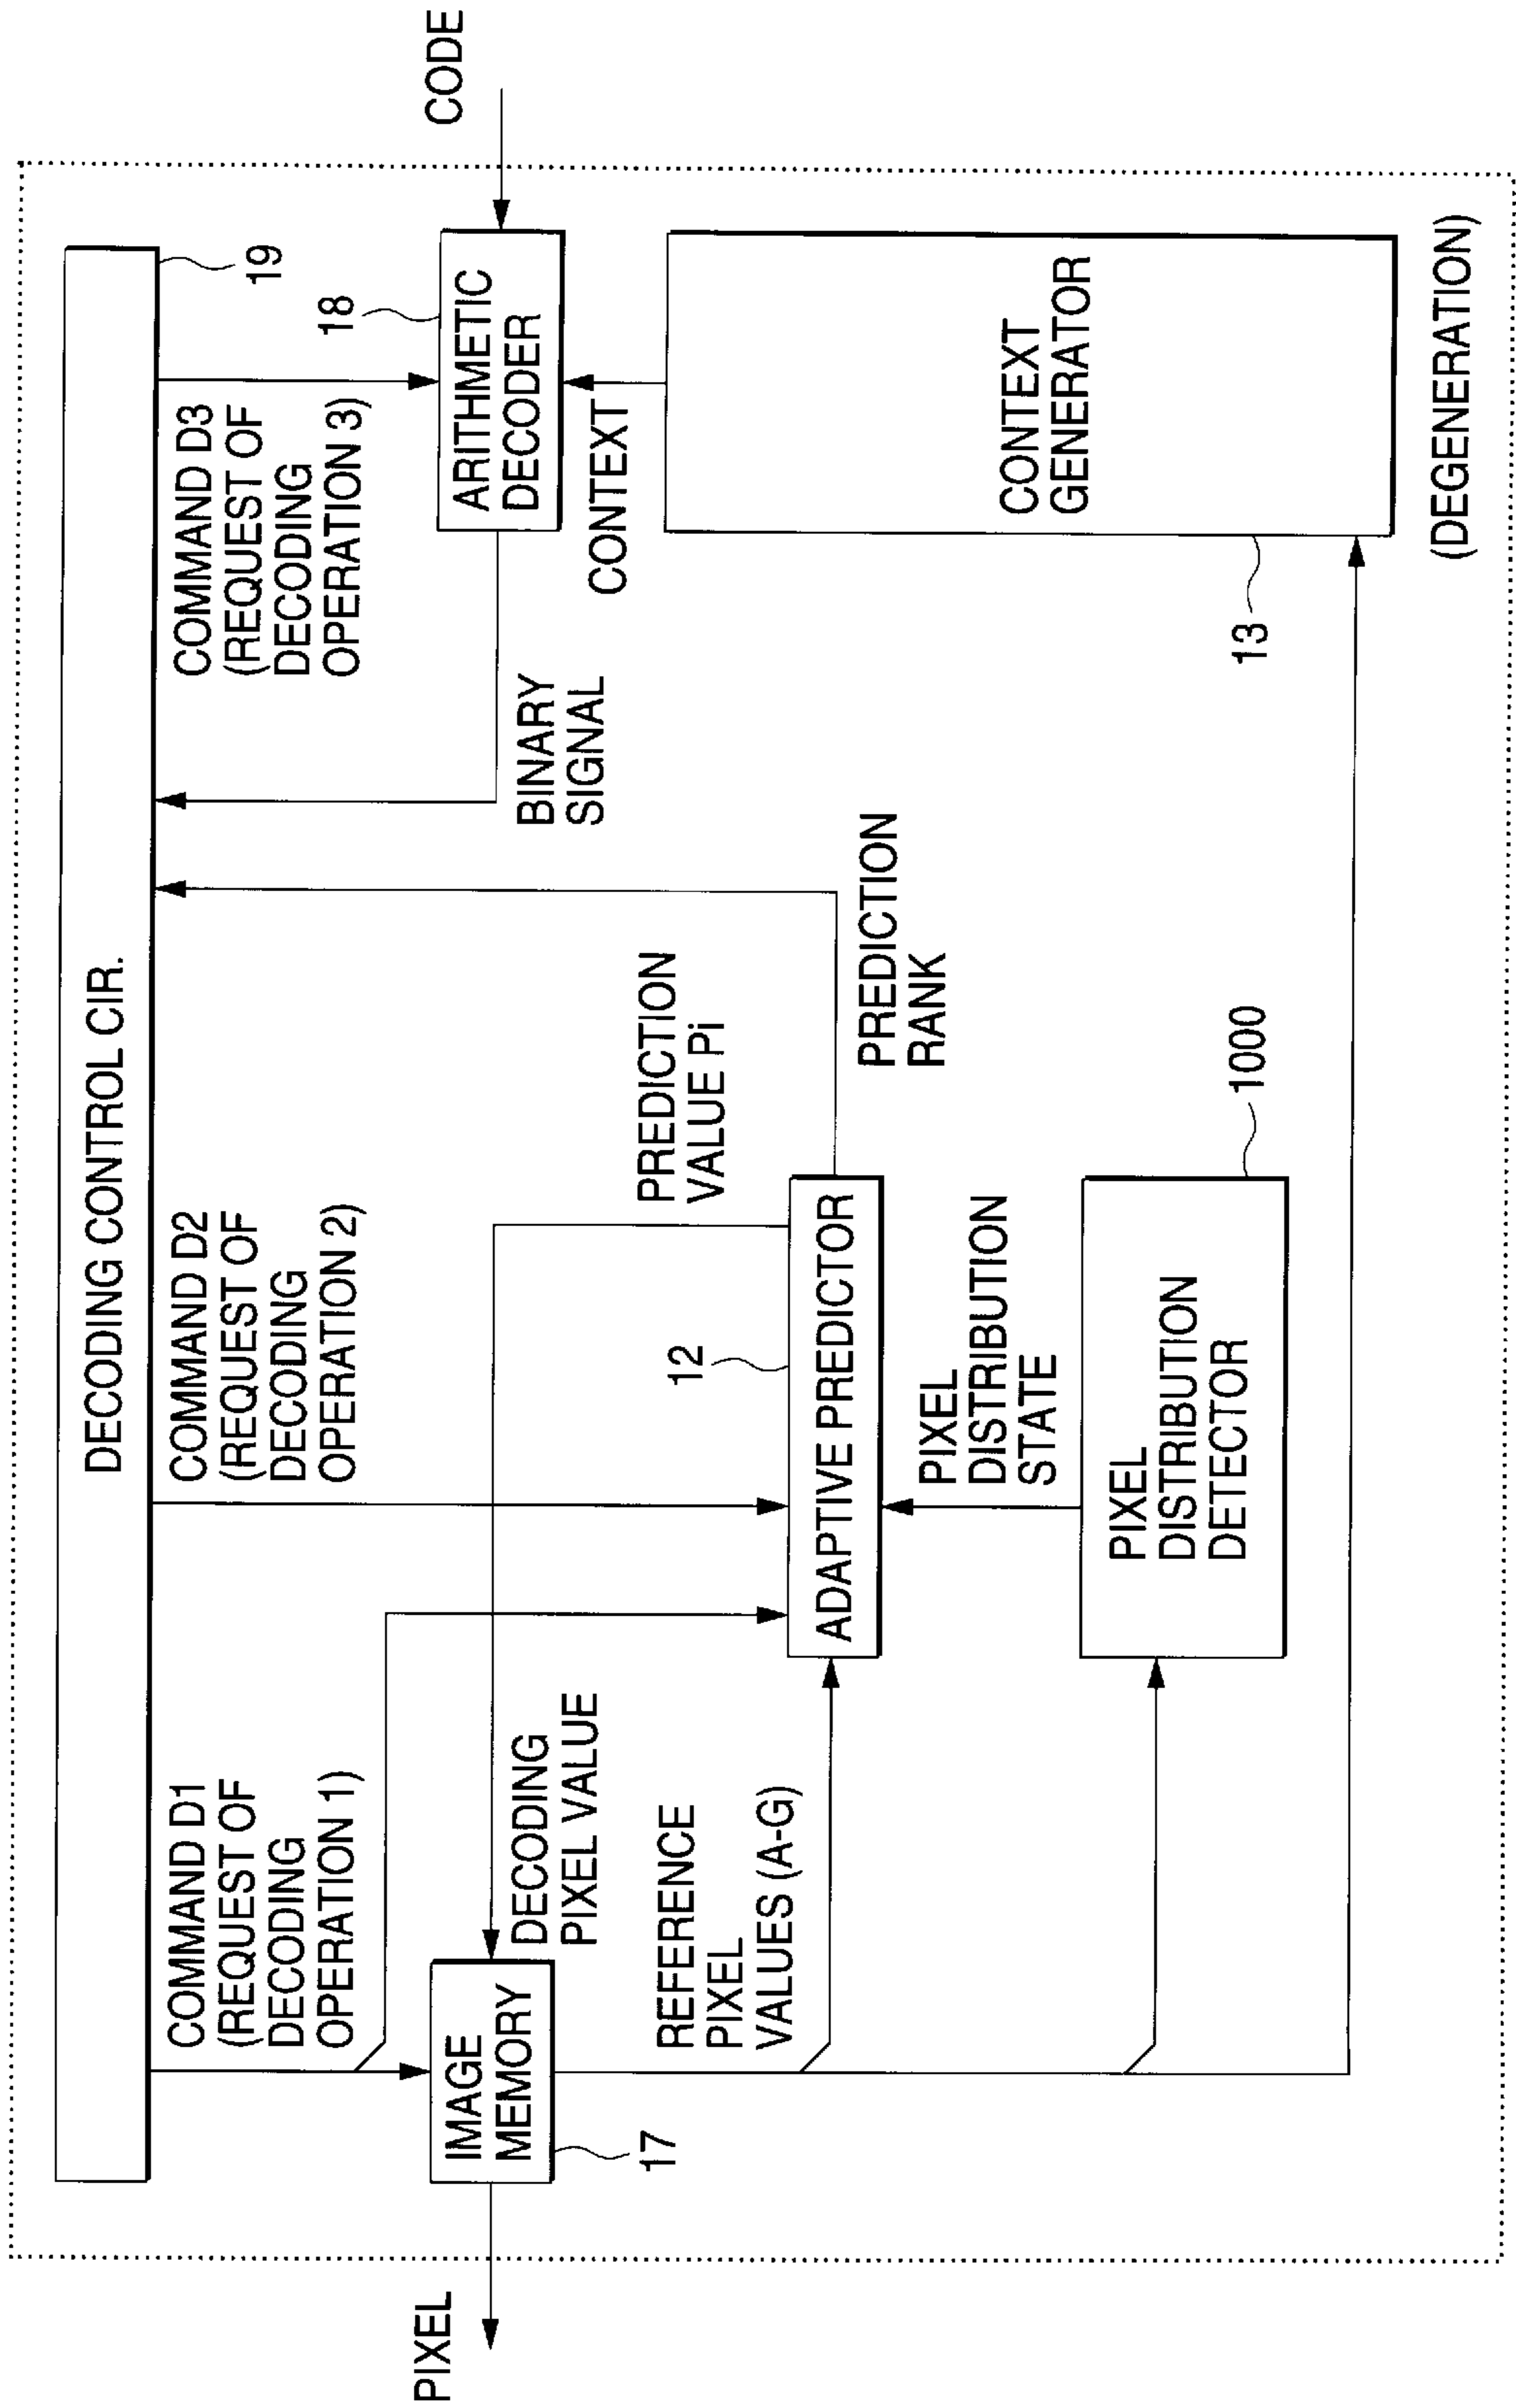 DECODING CONTROL CIR.
19
COMMAND D1
(REQUEST OF
DECODING
OPERATION 1)
COMMAND D2
(REQUEST OF
DECODING
OPERATION 2)
COMMAND D3
(REQUEST OF
DECODING
OPERATION 3)
18
CODE
PIXEL
IMAGE
MEMORY
17
DECODING
PIXEL VALUE
PREDICTION
VALUE Pi
BINARY
SIGNAL
ARITHMETIC
DECODER
CONTEXT
REFERENCE
PIXEL
VALUES (A-G)
12
ADAPTIVE PREDICTOR
PREDICTION
RANK
PIXEL
DISTRIBUTION
STATE
PIXEL
DISTRIBUTION
DETECTOR
1000
CONTEXT
GENERATOR
13
(DEGENERATION)